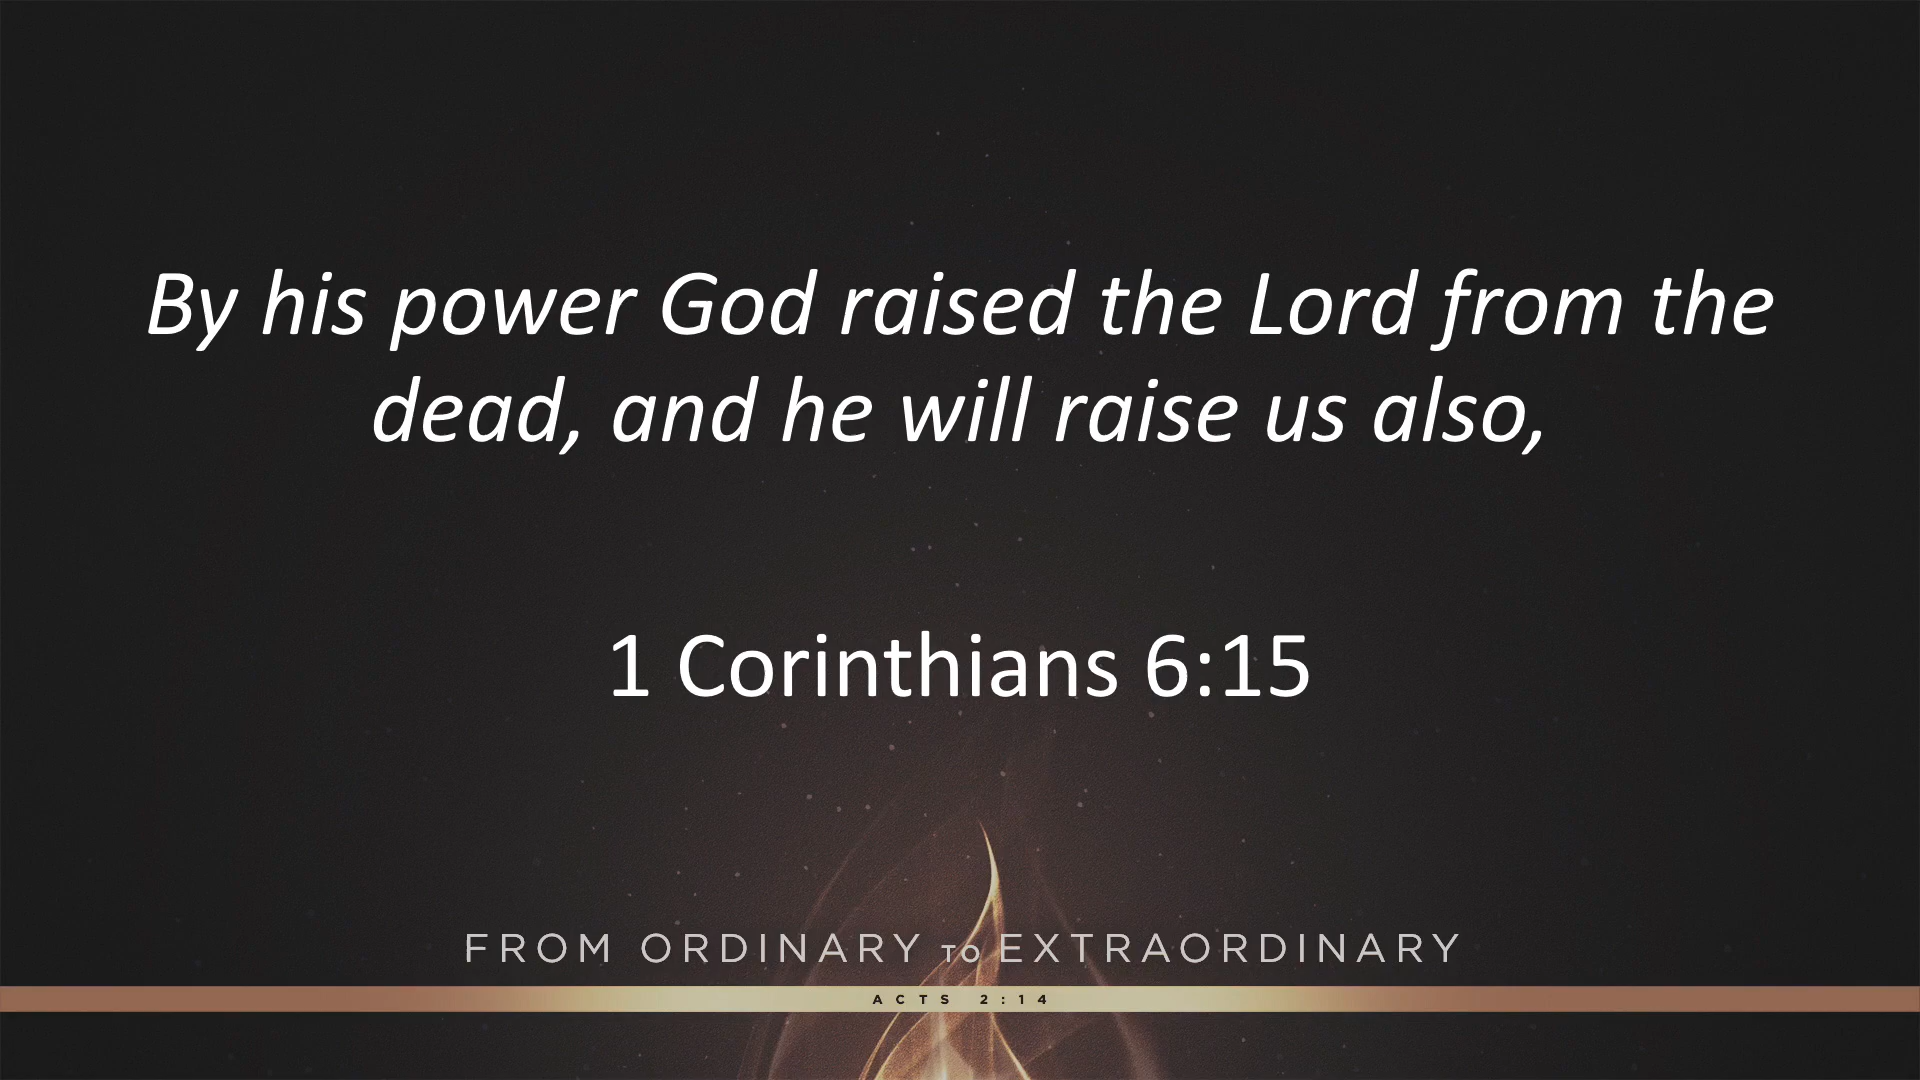 By his power God raised the Lord from the
dead, and he will raise us also,
1 Corinthians 6:15
FROM ORDINARY TO EXTRAORDINARY
ACTS 2:14